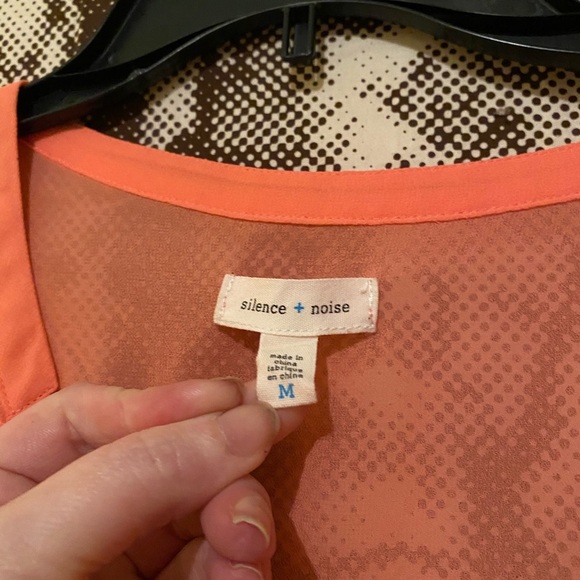 silence + noise
made in
china
fabriqué
en chine
M